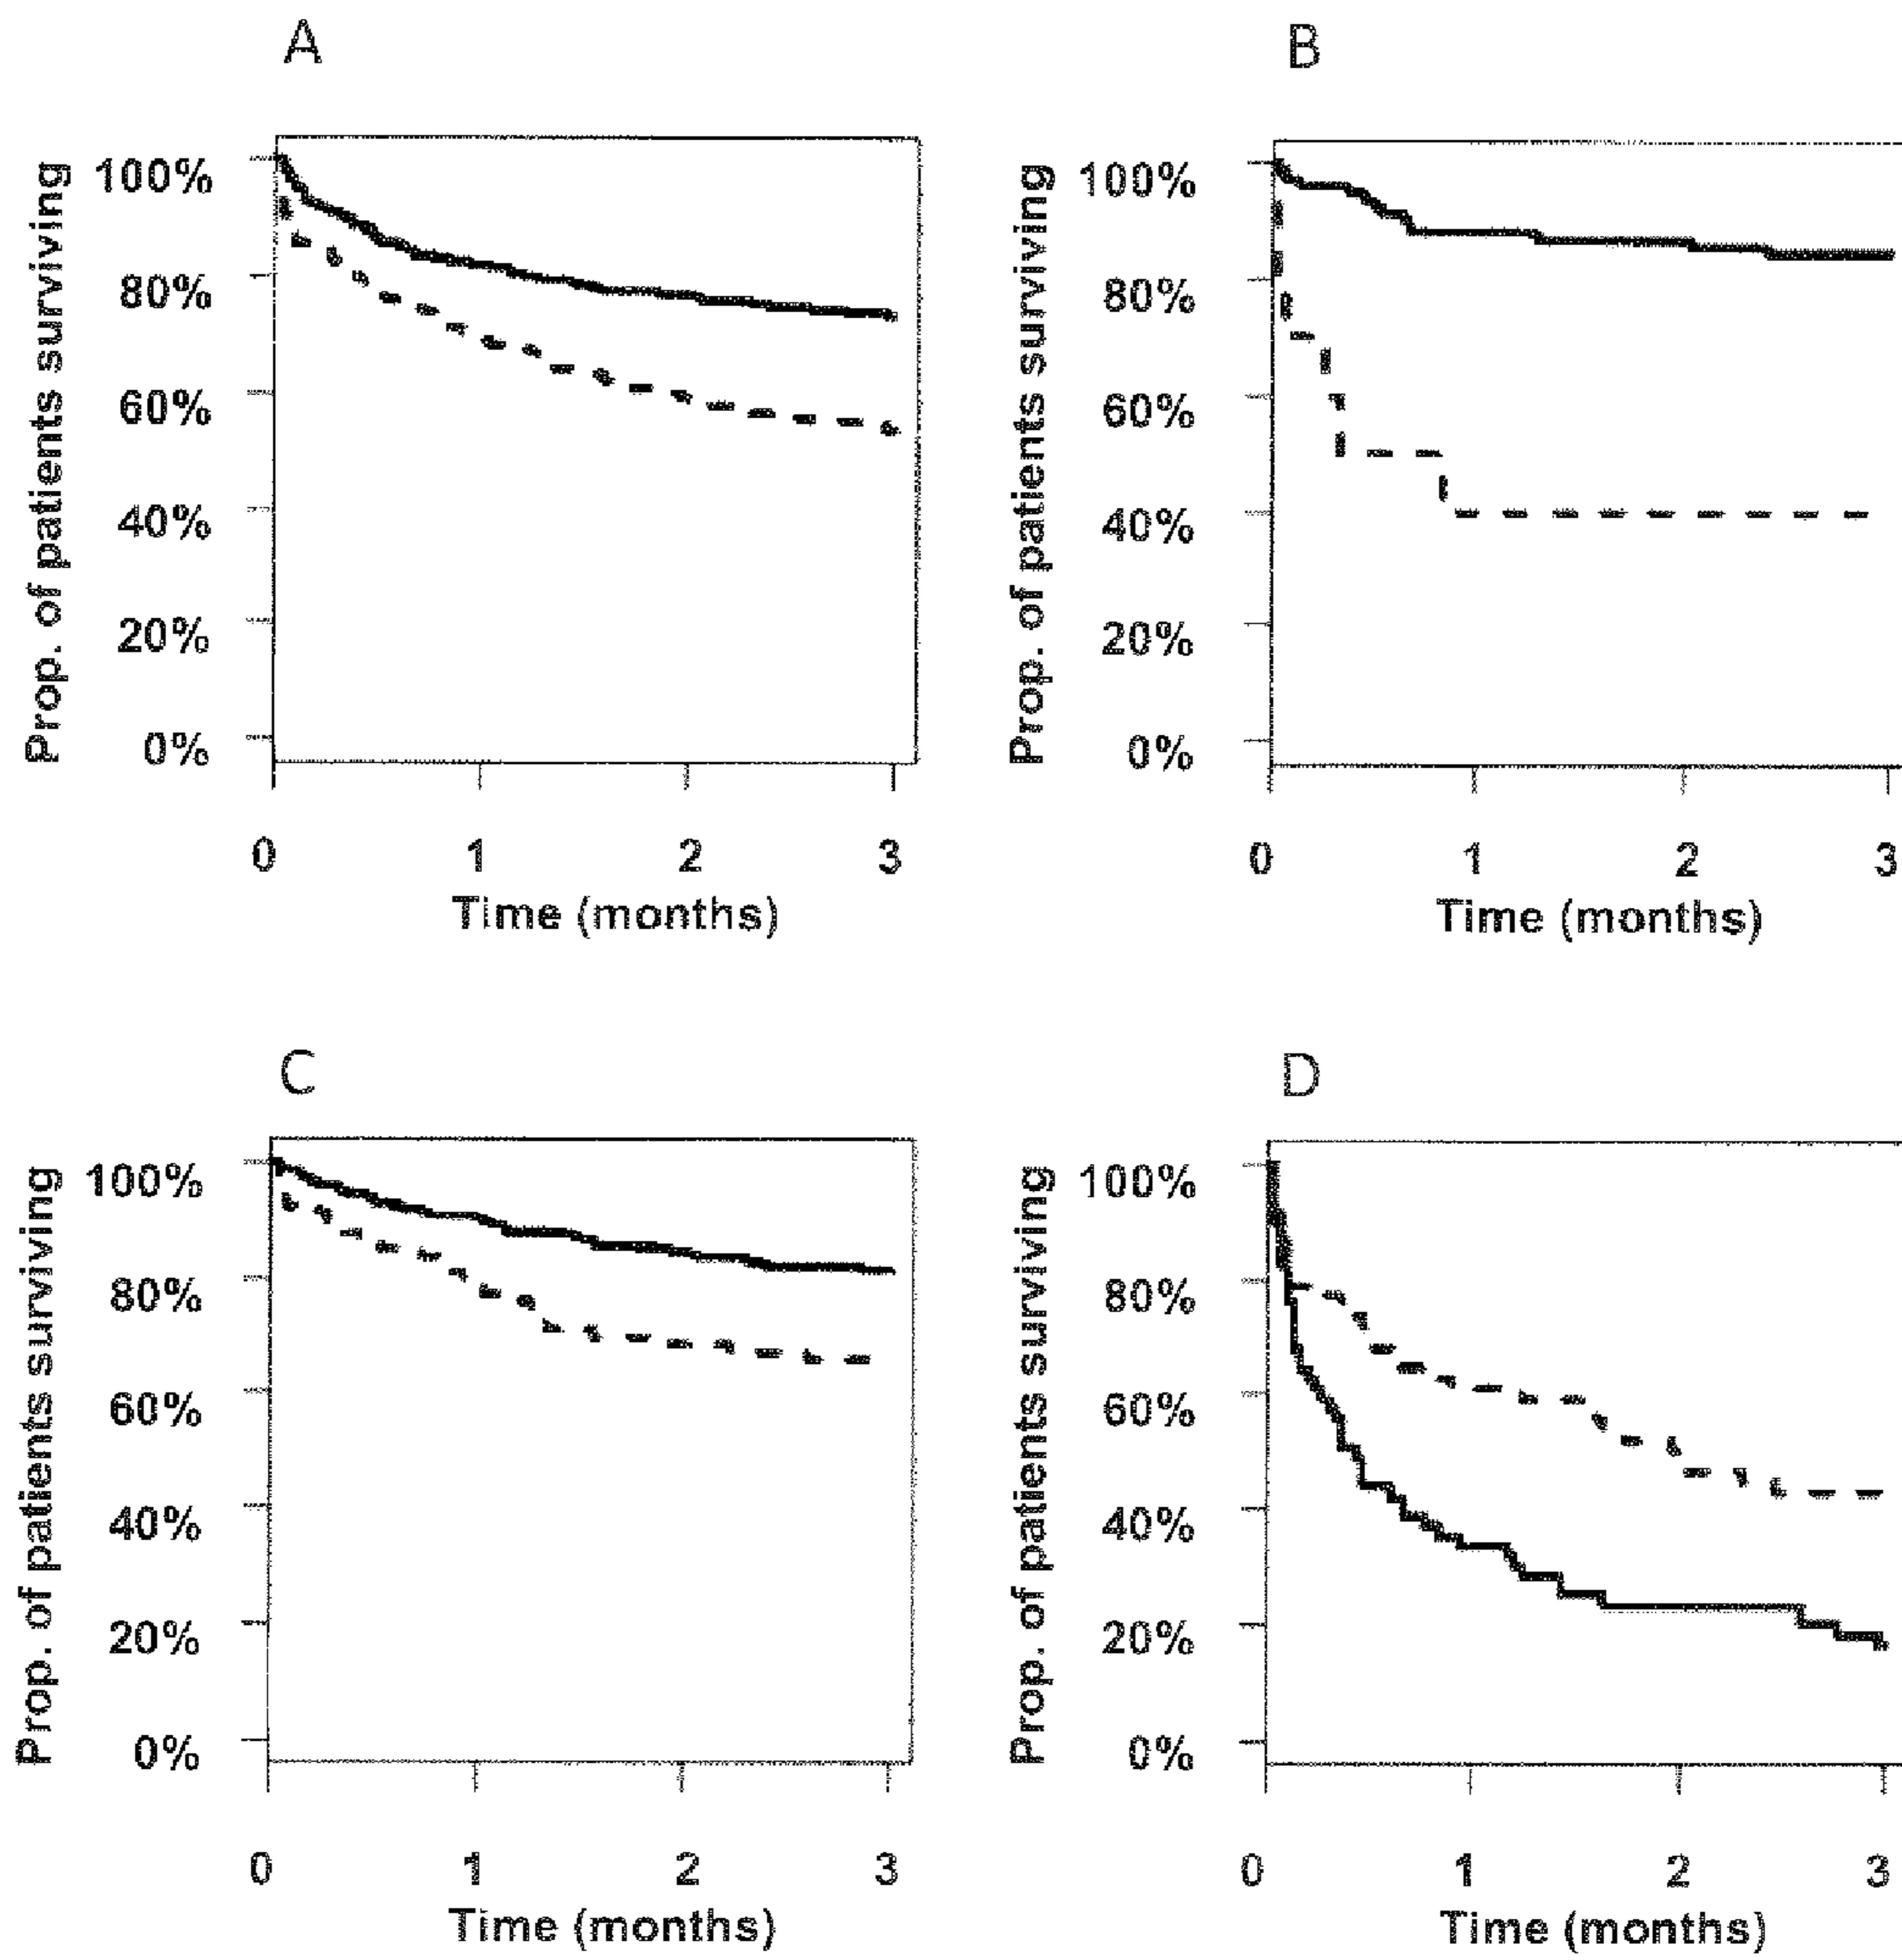 A
Prop. of patients surviving
100%
80%
60%
40%
20%
0%
0 1 2 3
Time (months)
B
Prop. of patients surviving
100%
80%
60%
40%
20%
0%
0 1 2 3
Time (months)
C
Prop. of patients surviving
100%
80%
60%
40%
20%
0%
0 1 2 3
Time (months)
D
Prop. of patients surviving
100%
80%
60%
40%
20%
0%
0 1 2 3
Time (months)